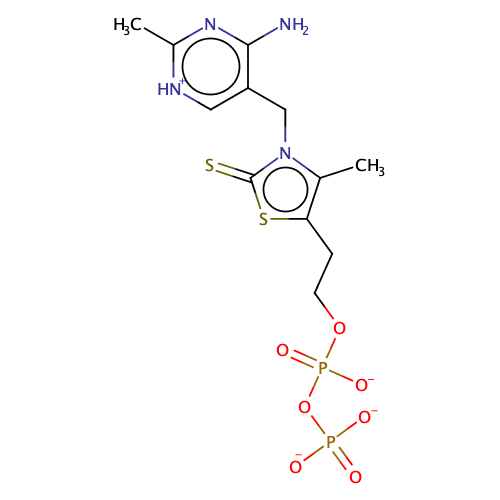 H₃C N NH₂
HN⁺
N
S CH₃
S
O
O P O⁻
O O⁻
P
O⁻ O